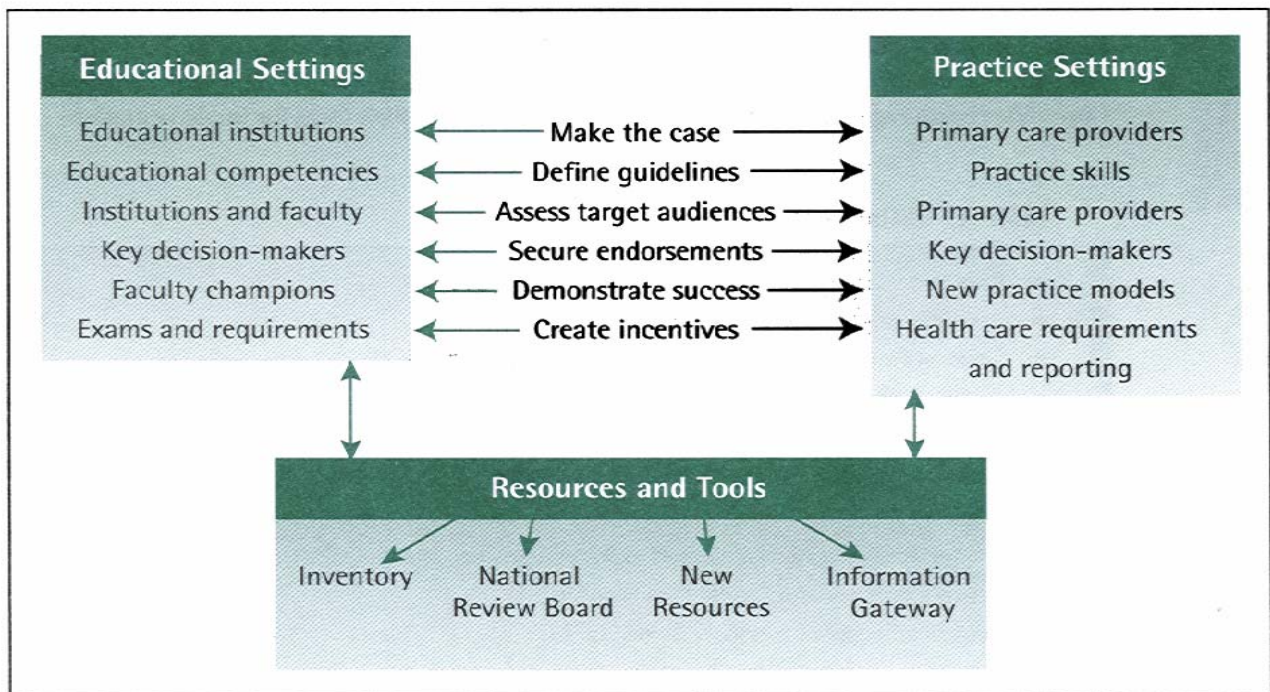 Educational Settings
Practice Settings
Educational institutions
Make the case
Primary care providers
Educational competencies
Define guidelines
Practice skills
Institutions and faculty
Assess target audiences
Primary care providers
Key decision-makers
Secure endorsements
Key decision-makers
Faculty champions
Demonstrate success
New practice models
Exams and requirements
Create incentives
Health care requirements
and reporting
Resources and Tools
Inventory
National
Review Board
New
Resources
Information
Gateway